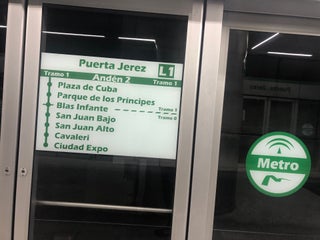 Puerta Jerez L1
Tramo 1 Andén 2 Tramo 1
Plaza de Cuba
Parque de los Príncipes
Blas Infante Tramo 1
Tramo 0
San Juan Bajo
San Juan Alto
Cavaleri
Ciudad Expo
Metro